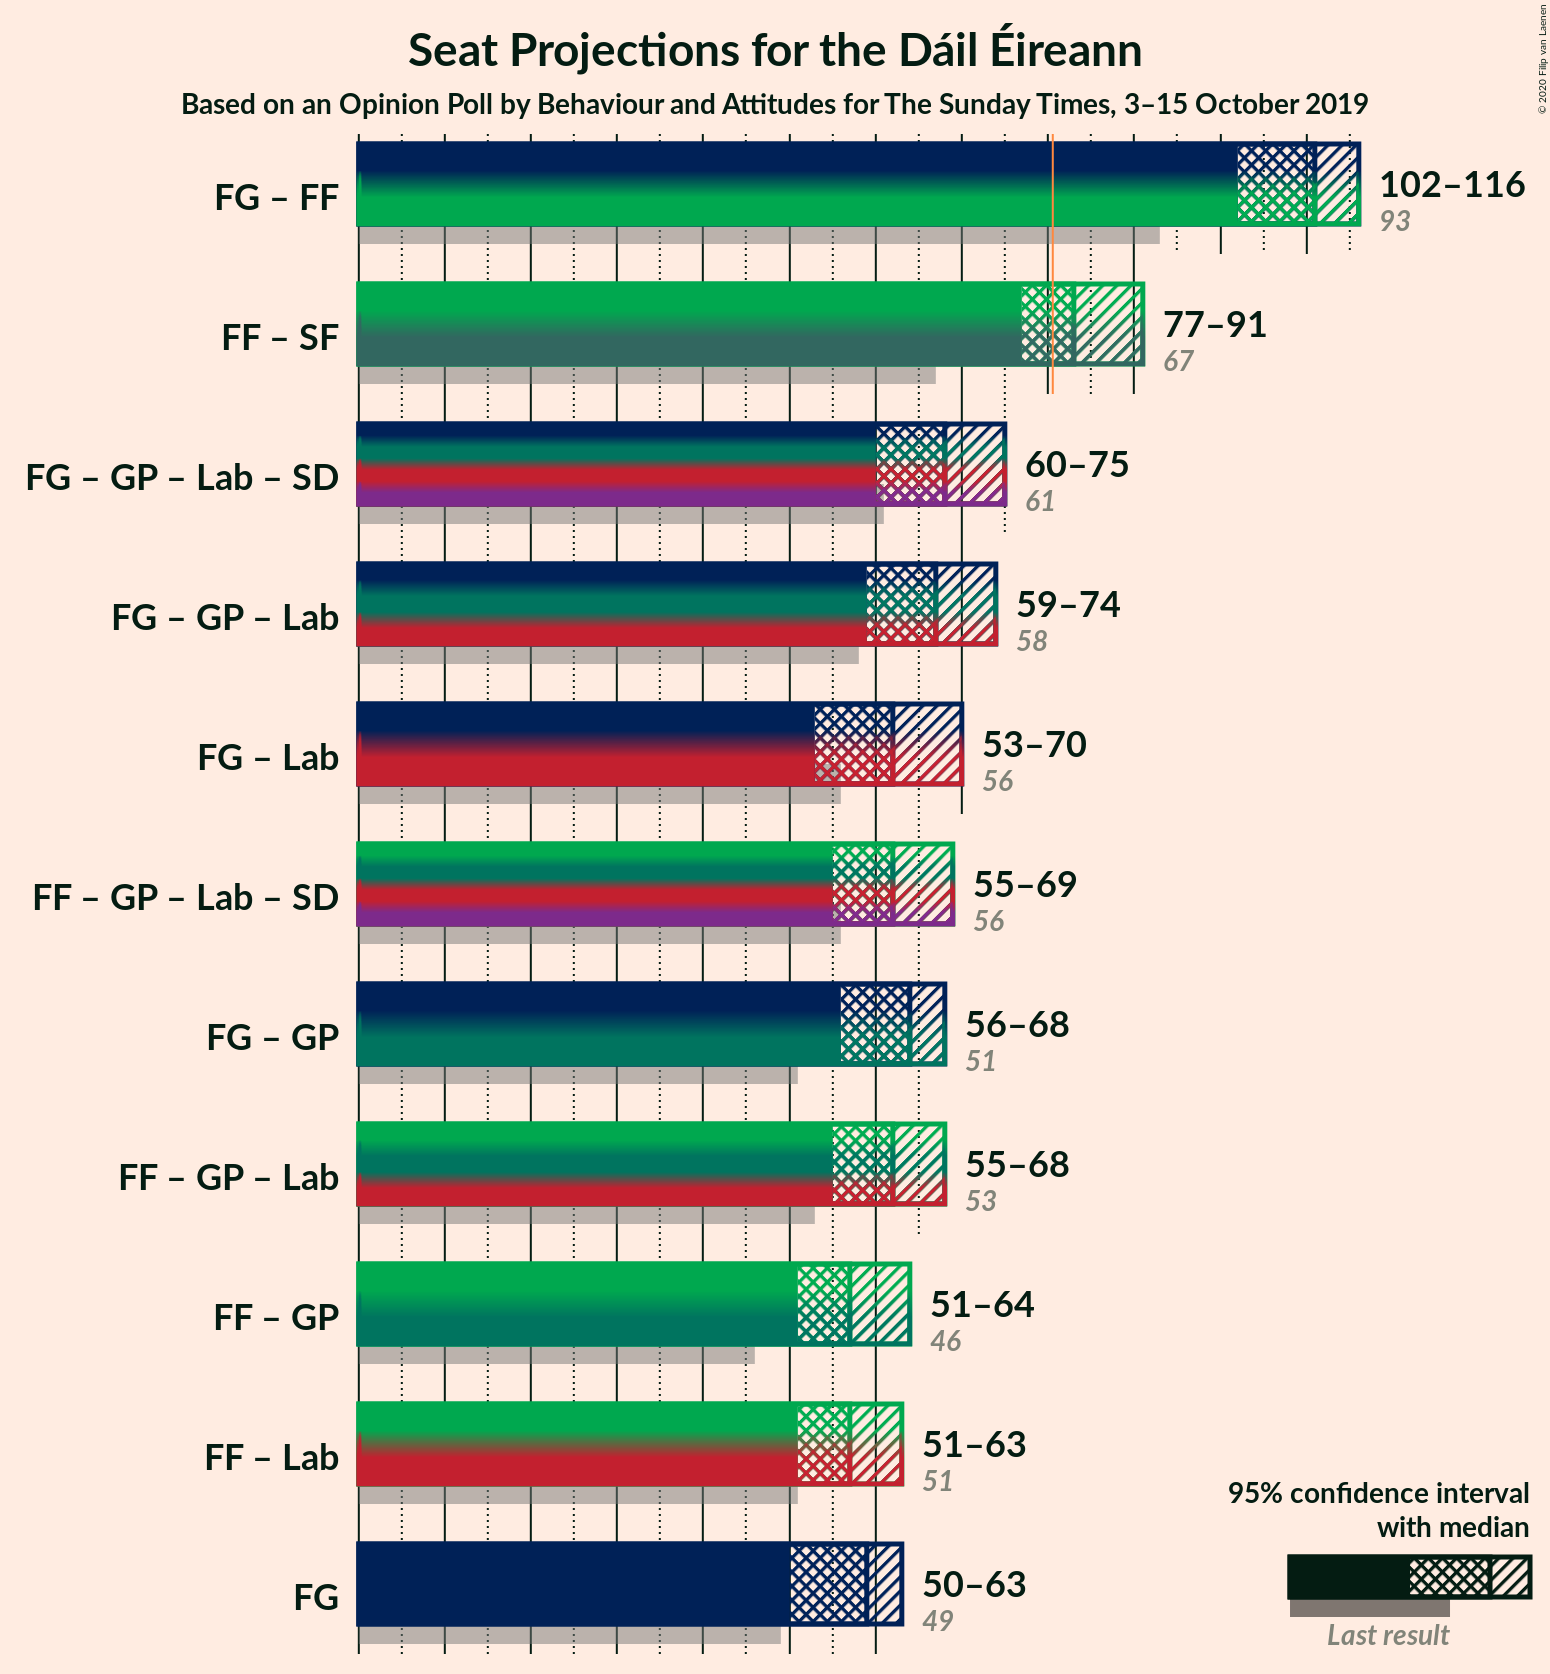 Seat Projections for the Dáil Éireann
Based on an Opinion Poll by Behaviour and Attitudes for The Sunday Times, 3–15 October 2019
© 2020 Filip van Laenen
FG – FF
102–116
93
FF – SF
77–91
67
FG – GP – Lab – SD
60–75
61
FG – GP – Lab
59–74
58
FG – Lab
53–70
56
FF – GP – Lab – SD
55–69
56
FG – GP
56–68
51
FF – GP – Lab
55–68
53
FF – GP
51–64
46
FF – Lab
51–63
51
FG
50–63
49
95% confidence interval
with median
Last result